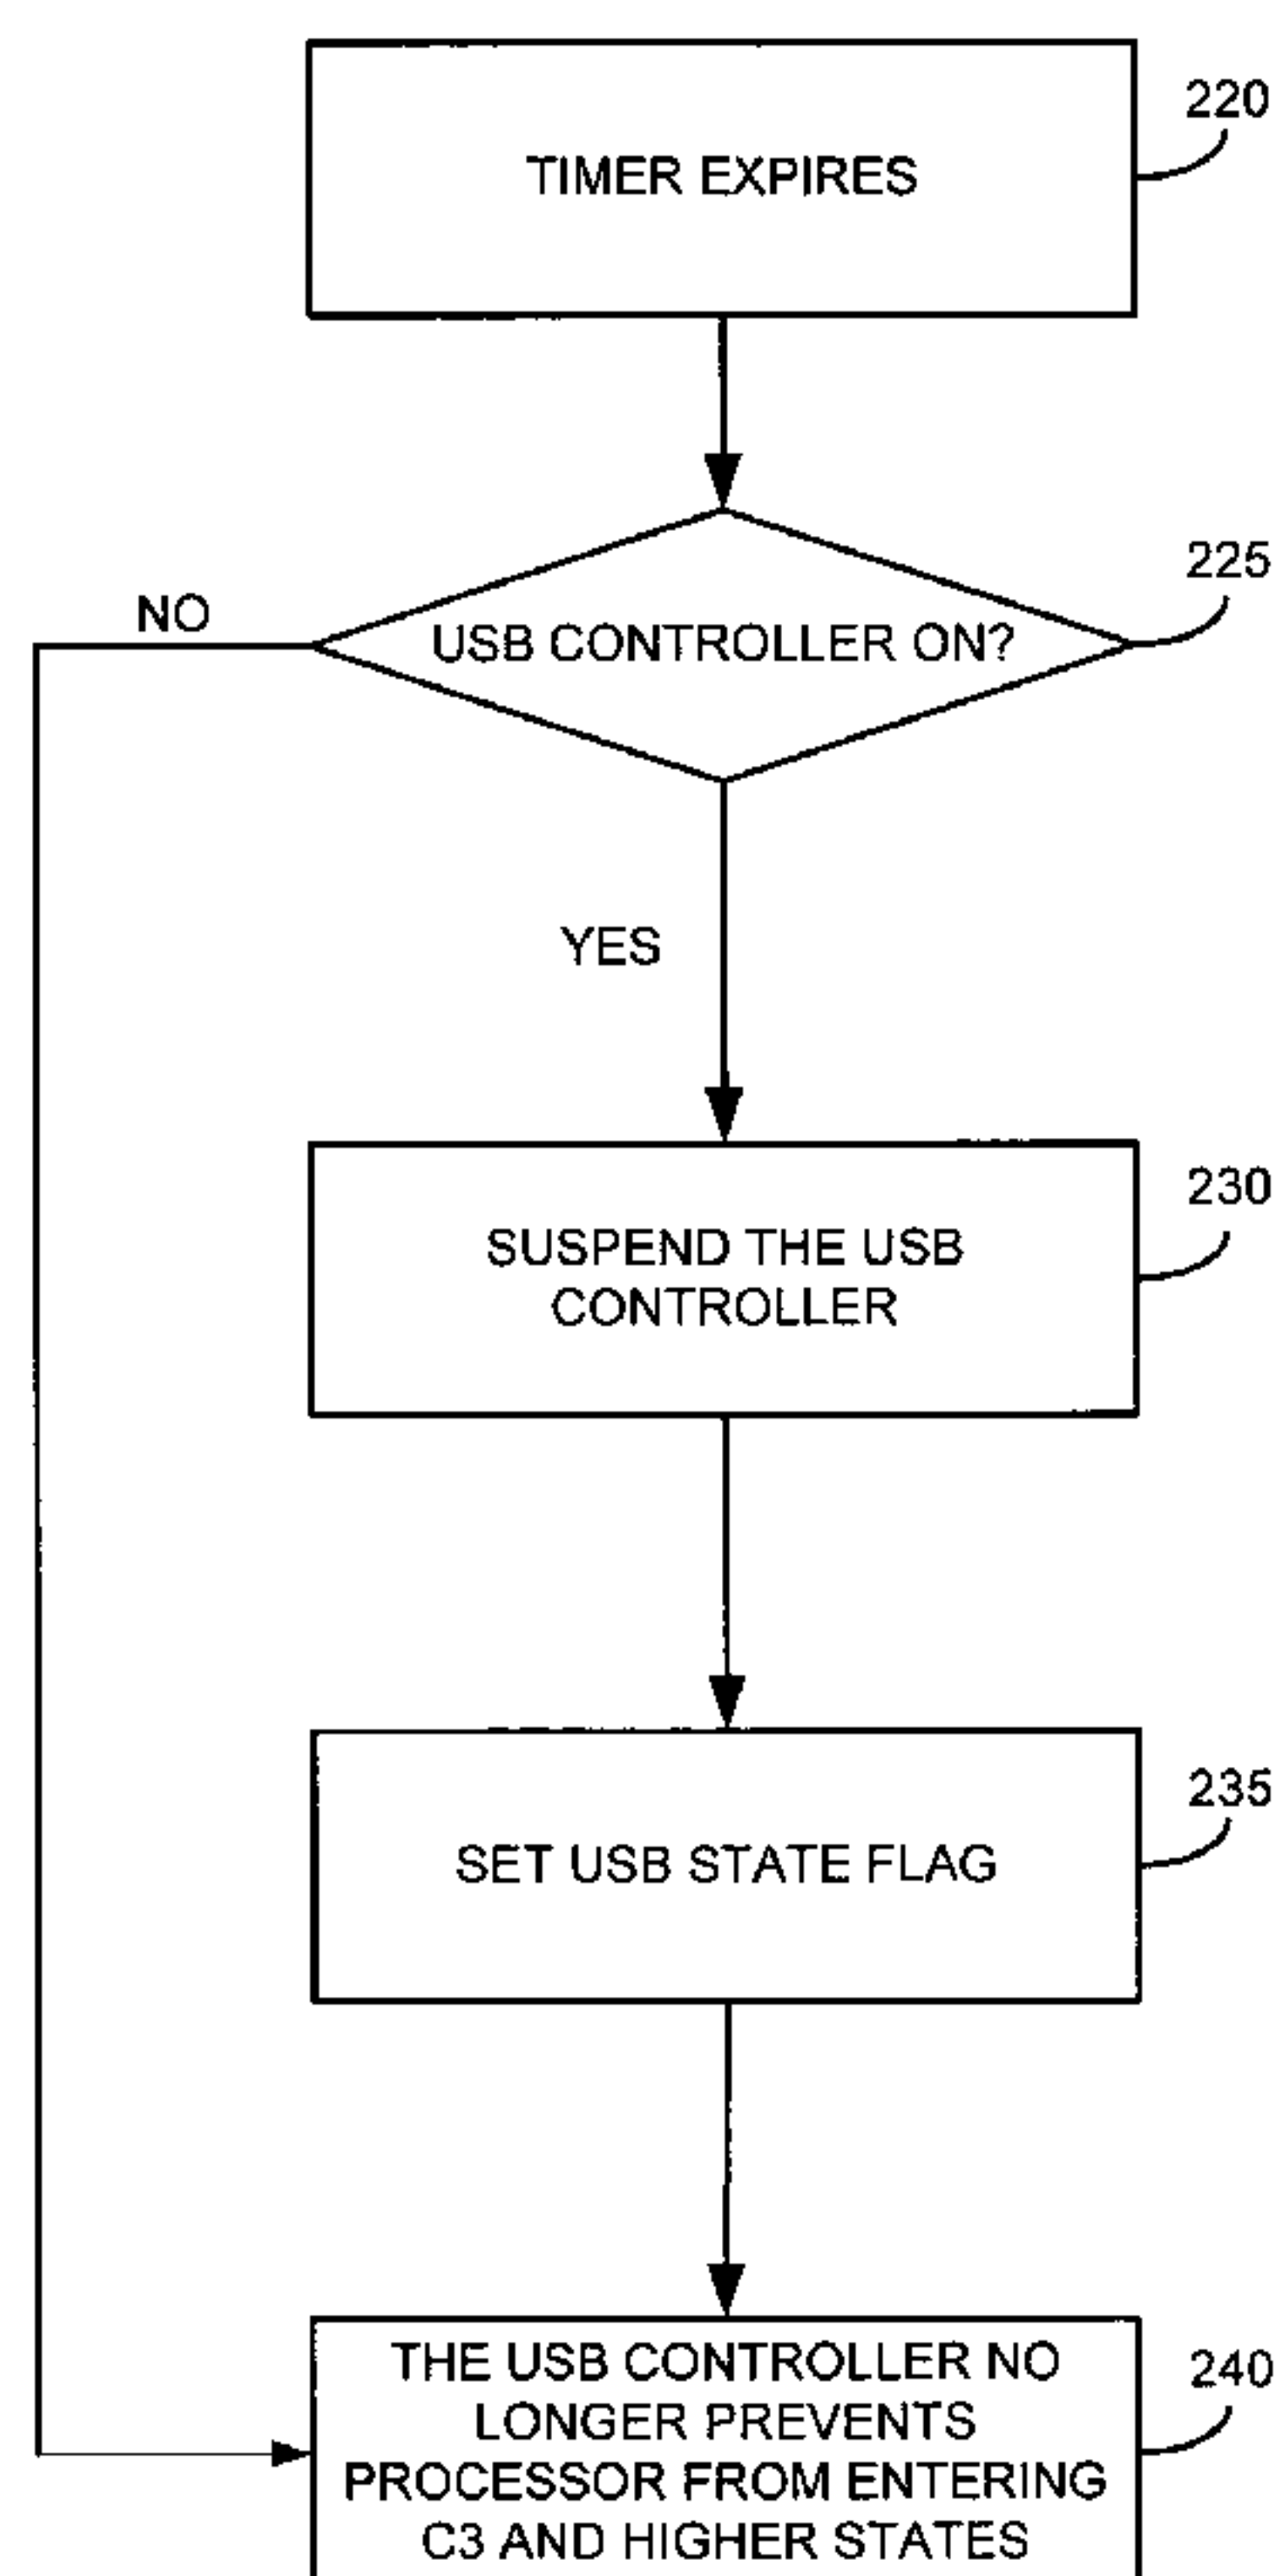 TIMER EXPIRES
220
USB CONTROLLER ON?
225
NO
YES
SUSPEND THE USB
CONTROLLER
230
SET USB STATE FLAG
235
THE USB CONTROLLER NO
LONGER PREVENTS
PROCESSOR FROM ENTERING
C3 AND HIGHER STATES
240